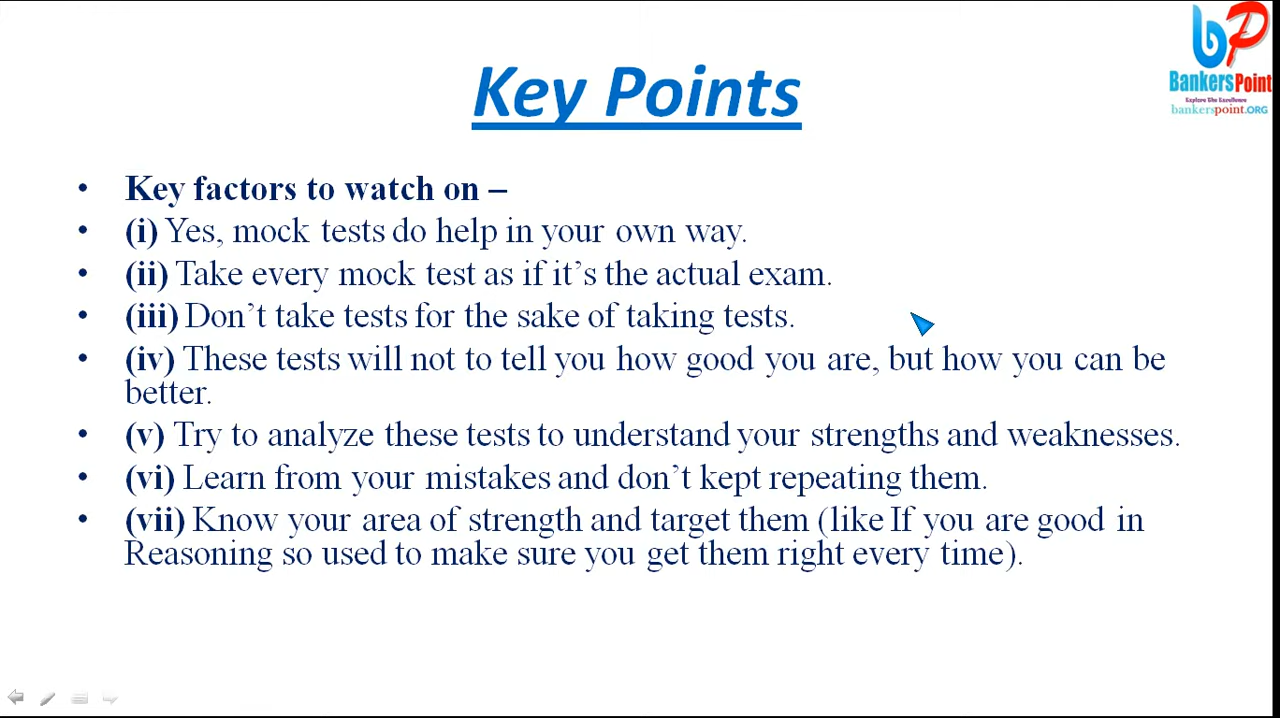 bP
BankersPoint
Explore The Excellence
bankerspoint.ORG
Key Points
• Key factors to watch on –
• (i) Yes, mock tests do help in your own way.
• (ii) Take every mock test as if it’s the actual exam.
• (iii) Don’t take tests for the sake of taking tests.
• (iv) These tests will not to tell you how good you are, but how you can be
better.
• (v) Try to analyze these tests to understand your strengths and weaknesses.
• (vi) Learn from your mistakes and don’t kept repeating them.
• (vii) Know your area of strength and target them (like If you are good in
Reasoning so used to make sure you get them right every time).